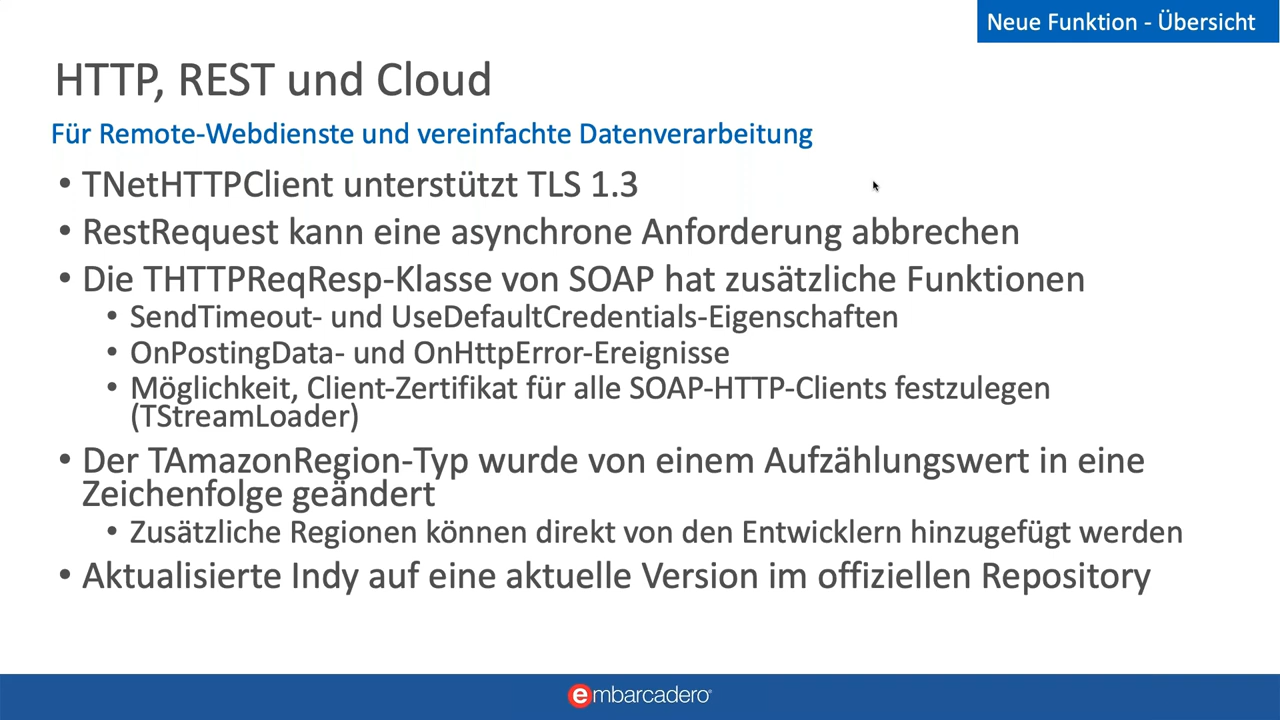 Neue Funktion - Übersicht
HTTP, REST und Cloud
Für Remote-Webdienste und vereinfachte Datenverarbeitung
• TNetHTTPClient unterstützt TLS 1.3
• RestRequest kann eine asynchrone Anforderung abbrechen
• Die THTTPReqResp-Klasse von SOAP hat zusätzliche Funktionen
• SendTimeout- und UseDefaultCredentials-Eigenschaften
• OnPostingData- und OnHttpError-Ereignisse
• Möglichkeit, Client-Zertifikat für alle SOAP-HTTP-Clients festzulegen
(TStreamLoader)
• Der TAmazonRegion-Typ wurde von einem Aufzählungswert in eine
Zeichenfolge geändert
• Zusätzliche Regionen können direkt von den Entwicklern hinzugefügt werden
• Aktualisierte Indy auf eine aktuelle Version im offiziellen Repository
embarcadero